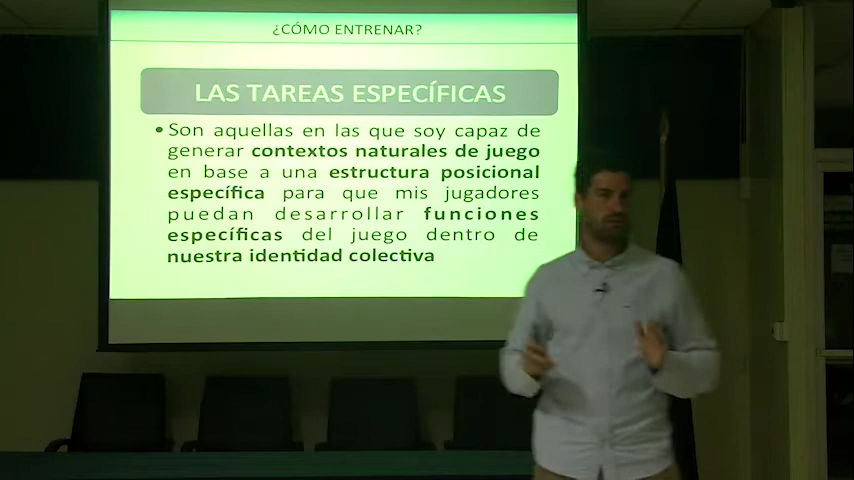 ¿CÓMO ENTRENAR?
LAS TAREAS ESPECÍFICAS
• Son aquellas en las que soy capaz de
generar contextos naturales de juego
en base a una estructura posicional
específica para que mis jugadores
puedan desarrollar funciones
específicas del juego dentro de
nuestra identidad colectiva